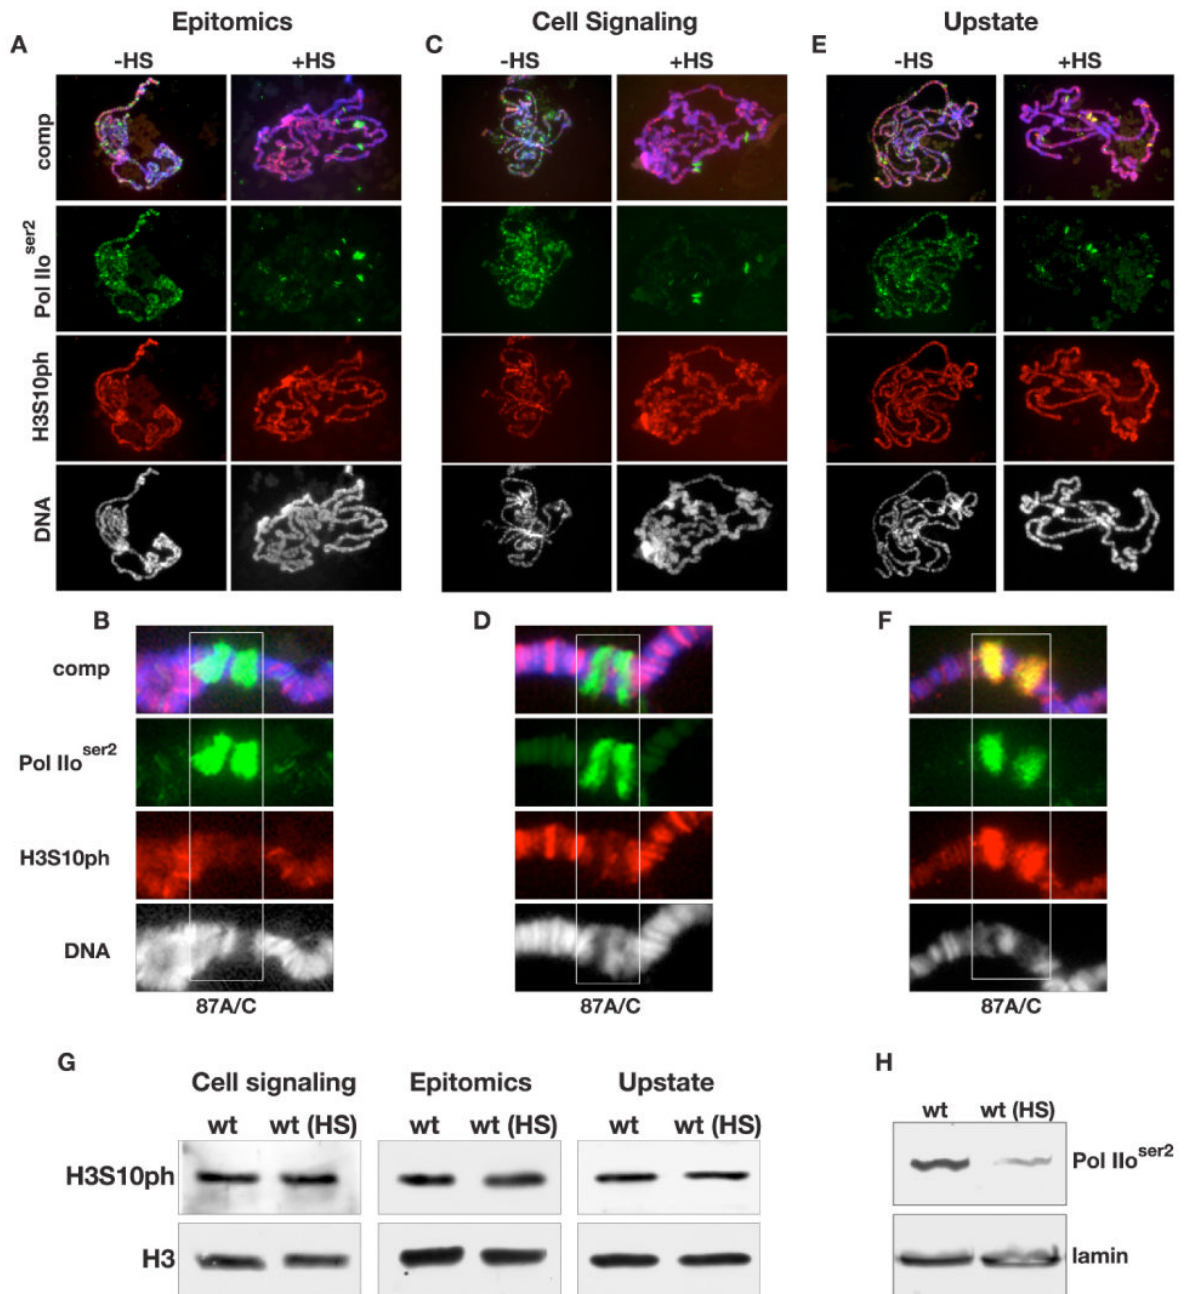 Epitomics
Cell Signaling
Upstate
A
C
E
-HS
+HS
-HS
+HS
-HS
+HS
comp
Pol IIo^ser2
H3S10ph
DNA
B
D
F
comp
Pol IIo^ser2
H3S10ph
DNA
87A/C
87A/C
87A/C
G
H
Cell signaling
Epitomics
Upstate
wt
wt (HS)
wt
wt (HS)
wt
wt (HS)
wt
wt (HS)
H3S10ph
Pol IIo^ser2
H3
lamin